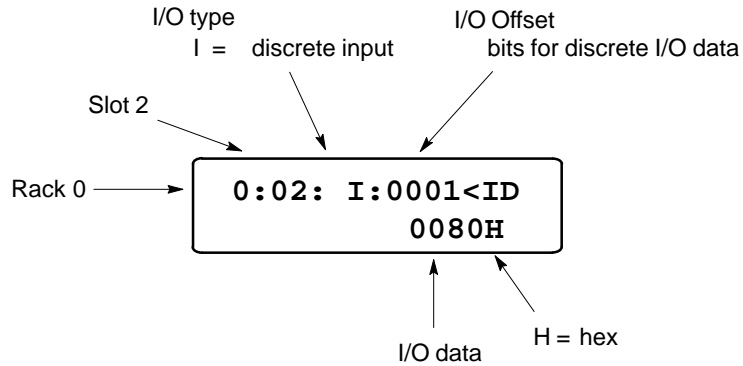 I/O type
I = discrete input
I/O Offset
bits for discrete I/O data
Slot 2
Rack 0
0:02: I:0001<ID
0080H
I/O data
H = hex